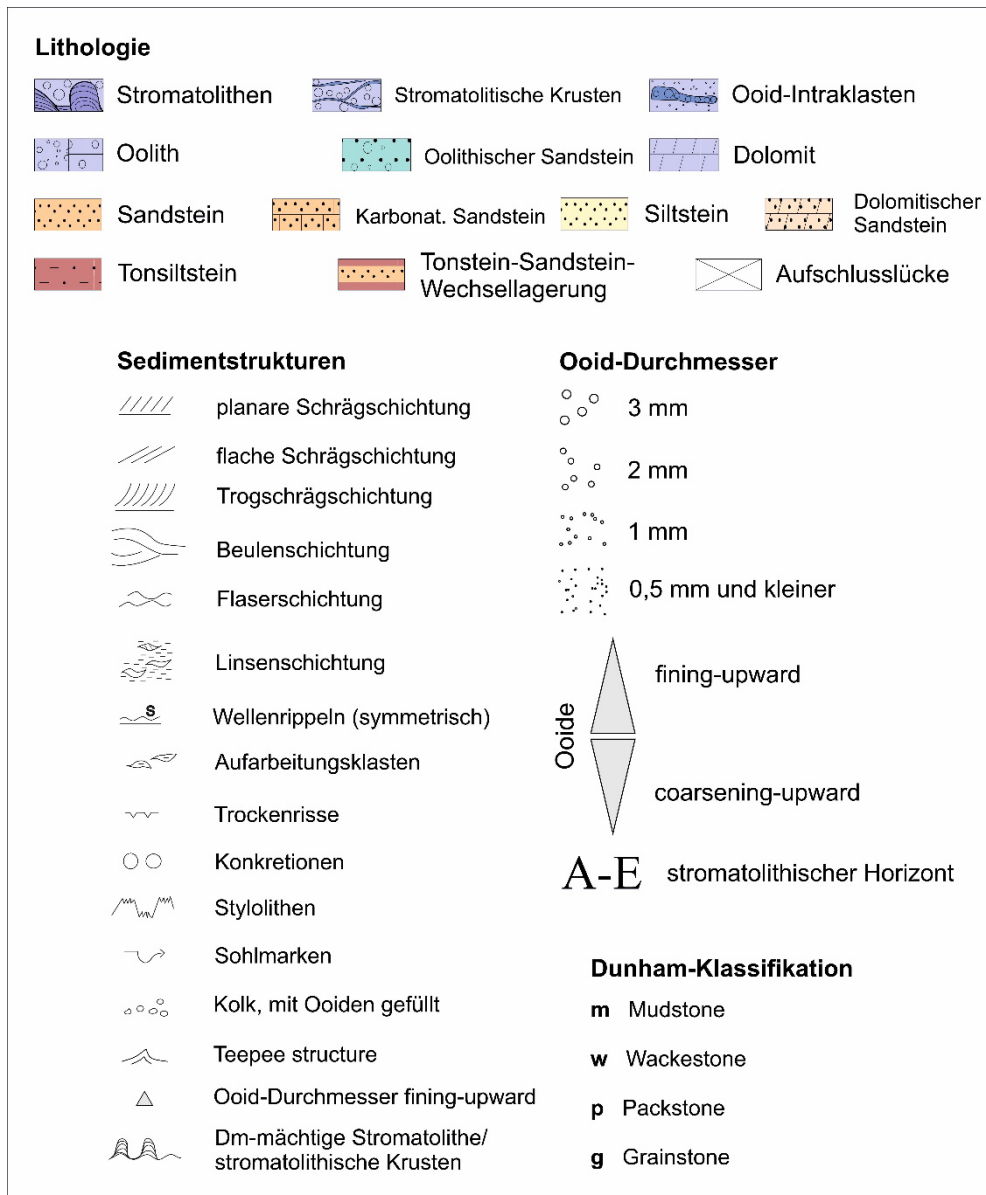 Lithologie
Stromatolithen
Stromatolitische Krusten
Ooid-Intraklasten
Oolith
Oolithischer Sandstein
Dolomit
Sandstein
Karbonat. Sandstein
Siltstein
Dolomitischer
Sandstein
Tonsiltstein
Tonstein-Sandstein-
Wechsellagerung
Aufschlusslücke
Sedimentstrukturen
planare Schrägschichtung
flache Schrägschichtung
Trogschrägschichtung
Beulenschichtung
Flaserschichtung
Linsenschichtung
s
Wellenrippeln (symmetrisch)
Aufarbeitungsklasten
Trockenrisse
Konkretionen
Stylolithen
Sohlmarken
Kolk, mit Ooiden gefüllt
Teepee structure
Ooid-Durchmesser fining-upward
Dm-mächtige Stromatolithe/
stromatolithische Krusten
Ooid-Durchmesser
3 mm
2 mm
1 mm
0,5 mm und kleiner
Ooide
fining-upward
coarsening-upward
A-E stromatolithischer Horizont
Dunham-Klassifikation
m Mudstone
w Wackestone
p Packstone
g Grainstone